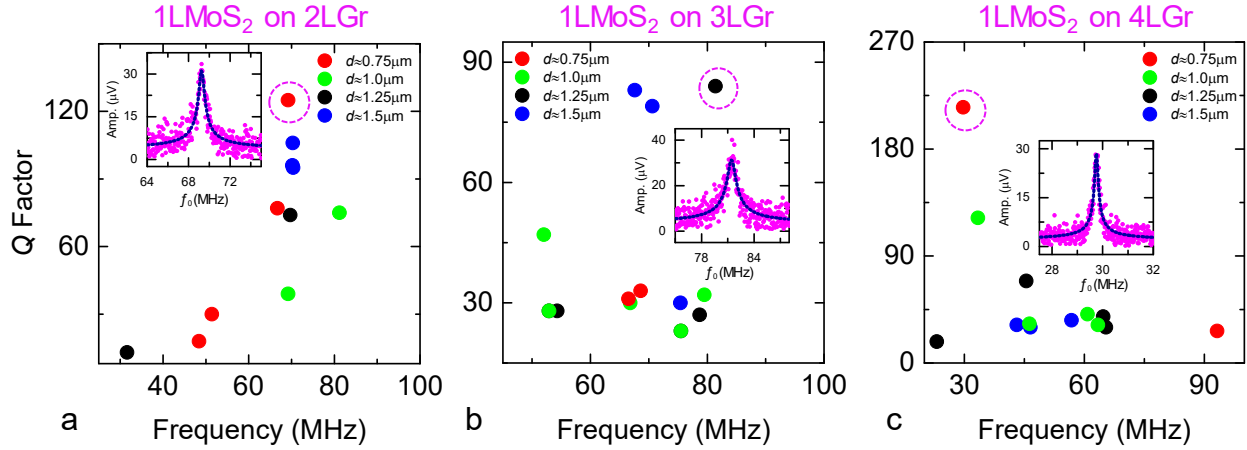 1LMoS₂ on 2LGr
1LMoS₂ on 3LGr
1LMoS₂ on 4LGr
Q Factor
120
60
40
60
80
100
Frequency (MHz)
a
d≈0.75μm
d≈1.0μm
d≈1.25μm
d≈1.5μm
Amp. (μV)
30
15
0
64
68
72
f₀(MHz)
90
60
30
60
80
100
Frequency (MHz)
b
d≈0.75μm
d≈1.0μm
d≈1.25μm
d≈1.5μm
Amp. (μV)
40
20
0
78
84
f₀(MHz)
270
180
90
0
30
60
90
Frequency (MHz)
c
d≈0.75μm
d≈1.0μm
d≈1.25μm
d≈1.5μm
Amp. (μV)
30
15
0
28
30
32
f₀(MHz)